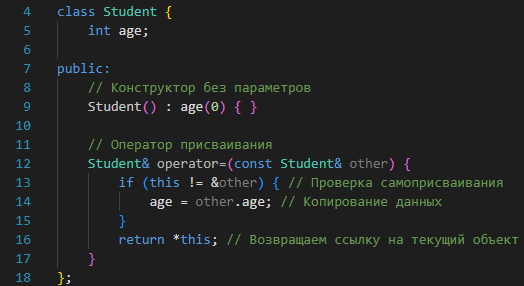 4 class Student {
5     int age;
6
7 public:
8     // Конструктор без параметров
9     Student() : age(0) { }
10
11     // Оператор присваивания
12     Student& operator=(const Student& other) {
13         if (this != &other) { // Проверка самоприсваивания
14             age = other.age; // Копирование данных
15         }
16         return *this; // Возвращаем ссылку на текущий объект
17     }
18 };